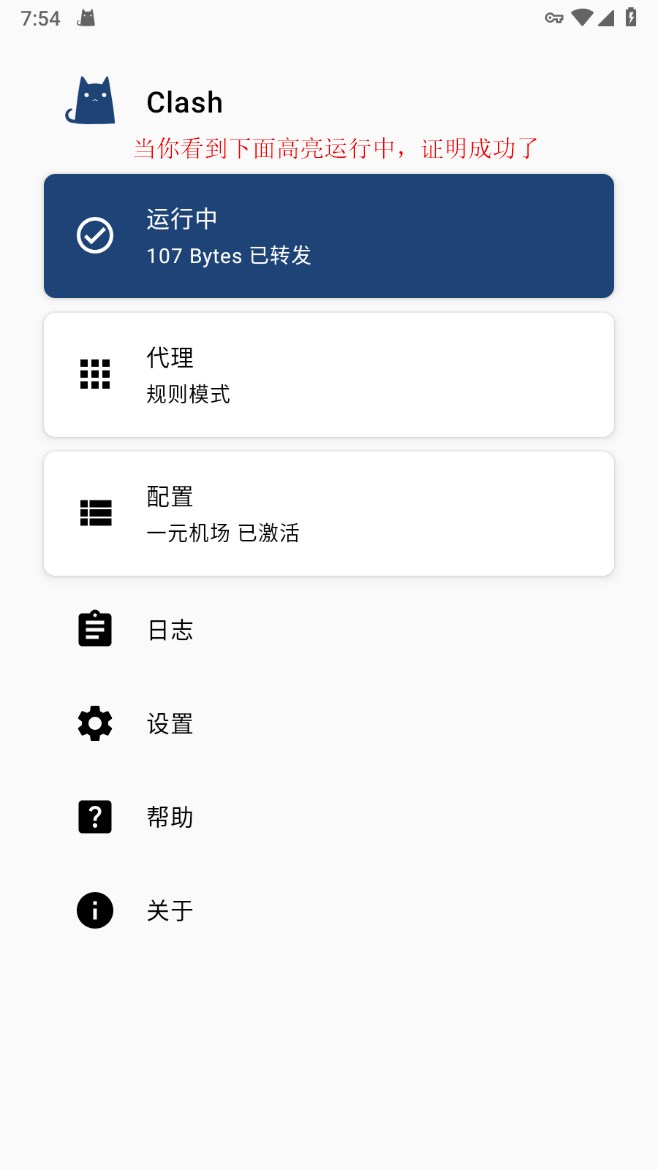 7:54
Clash
当你看到下面高亮运行中，证明成功了
运行中
107 Bytes 已转发
代理
规则模式
配置
一元机场 已激活
日志
设置
帮助
关于